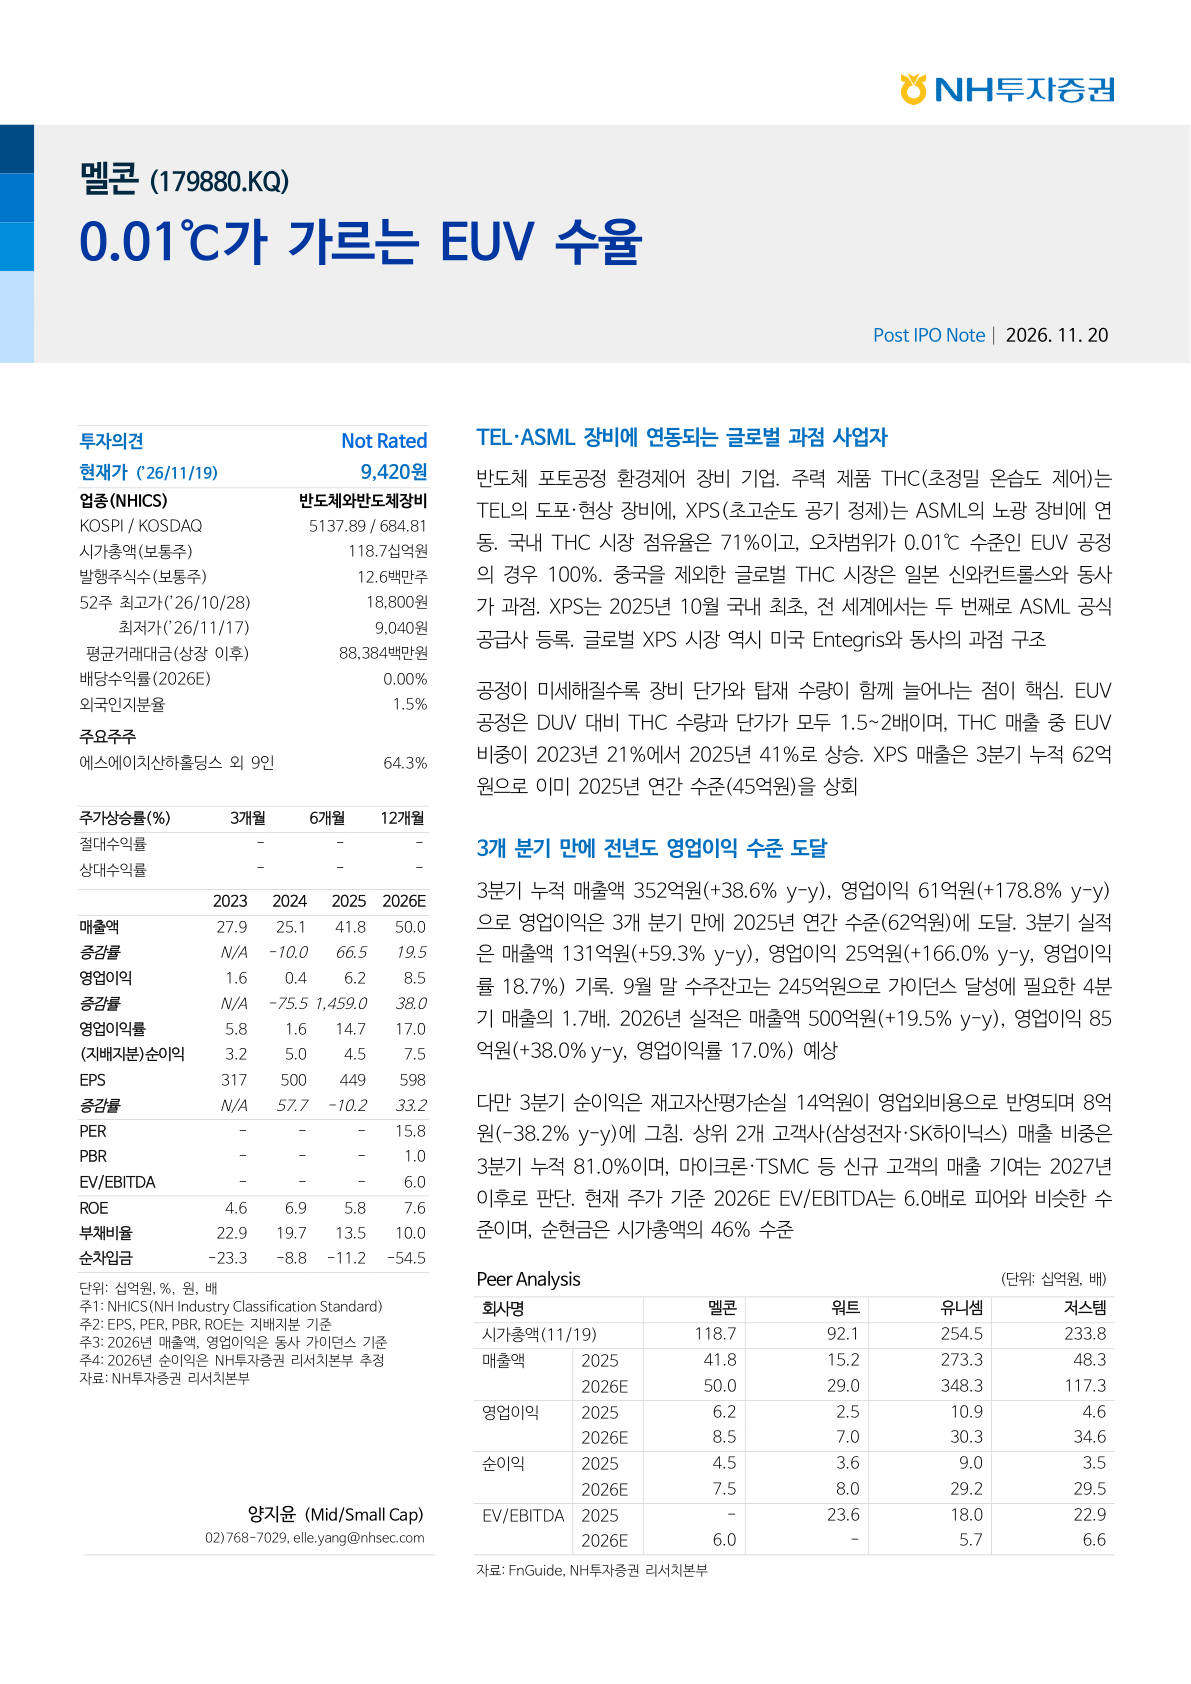 NH투자증권
멜콘 (179880.KQ)
0.01℃가 가르는 EUV 수율
Post IPO Note | 2026. 11. 20
투자의견 Not Rated
현재가 ('26/11/19) 9,420원
업종(NHICS) 반도체와반도체장비
KOSPI / KOSDAQ 5137.89 / 684.81
시가총액(보통주) 118.7십억원
발행주식수(보통주) 12.6백만주
52주 최고가('26/10/28) 18,800원
최저가('26/11/17) 9,040원
평균거래대금(상장 이후) 88,384백만원
배당수익률(2026E) 0.00%
외국인지분율 1.5%
주요주주
에스에이치산하홀딩스 외 9인 64.3%
주가상승률(%) 3개월 6개월 12개월
절대수익률 - - -
상대수익률 - - -
2023 2024 2025 2026E
매출액 27.9 25.1 41.8 50.0
증감률 N/A -10.0 66.5 19.5
영업이익 1.6 0.4 6.2 8.5
증감률 N/A -75.5 1,459.0 38.0
영업이익률 5.8 1.6 14.7 17.0
(지배지분)순이익 3.2 5.0 4.5 7.5
EPS 317 500 449 598
증감률 N/A 57.7 -10.2 33.2
PER - - - 15.8
PBR - - - 1.0
EV/EBITDA - - - 6.0
ROE 4.6 6.9 5.8 7.6
부채비율 22.9 19.7 13.5 10.0
순차입금 -23.3 -8.8 -11.2 -54.5
단위: 십억원, %, 원, 배
주1: NHICS(NH Industry Classification Standard)
주2: EPS, PER, PBR, ROE는 지배지분 기준
주3: 2026년 매출액, 영업이익은 동사 가이던스 기준
주4: 2026년 순이익은 NH투자증권 리서치본부 추정
자료: NH투자증권 리서치본부
양지윤 (Mid/Small Cap)
02)768-7029, elle.yang@nhsec.com
TEL·ASML 장비에 연동되는 글로벌 과점 사업자
반도체 포토공정 환경제어 장비 기업. 주력 제품 THC(초정밀 온습도 제어)는
TEL의 도포·현상 장비에, XPS(초고순도 공기 정제)는 ASML의 노광 장비에 연
동. 국내 THC 시장 점유율은 71%이고, 오차범위가 0.01℃ 수준인 EUV 공정
의 경우 100%. 중국을 제외한 글로벌 THC 시장은 일본 신와컨트롤스와 동사
가 과점. XPS는 2025년 10월 국내 최초, 전 세계에서는 두 번째로 ASML 공식
공급사 등록. 글로벌 XPS 시장 역시 미국 Entegris와 동사의 과점 구조
공정이 미세해질수록 장비 단가와 탑재 수량이 함께 늘어나는 점이 핵심. EUV
공정은 DUV 대비 THC 수량과 단가가 모두 1.5~2배이며, THC 매출 중 EUV
비중이 2023년 21%에서 2025년 41%로 상승. XPS 매출은 3분기 누적 62억
원으로 이미 2025년 연간 수준(45억원)을 상회
3개 분기 만에 전년도 영업이익 수준 도달
3분기 누적 매출액 352억원(+38.6% y-y), 영업이익 61억원(+178.8% y-y)
으로 영업이익은 3개 분기 만에 2025년 연간 수준(62억원)에 도달. 3분기 실적
은 매출액 131억원(+59.3% y-y), 영업이익 25억원(+166.0% y-y, 영업이익
률 18.7%) 기록. 9월 말 수주잔고는 245억원으로 가이던스 달성에 필요한 4분
기 매출의 1.7배. 2026년 실적은 매출액 500억원(+19.5% y-y), 영업이익 85
억원(+38.0% y-y, 영업이익률 17.0%) 예상
다만 3분기 순이익은 재고자산평가손실 14억원이 영업외비용으로 반영되며 8억
원(-38.2% y-y)에 그침. 상위 2개 고객사(삼성전자·SK하이닉스) 매출 비중은
3분기 누적 81.0%이며, 마이크론·TSMC 등 신규 고객의 매출 기여는 2027년
이후로 판단. 현재 주가 기준 2026E EV/EBITDA는 6.0배로 피어와 비슷한 수
준이며, 순현금은 시가총액의 46% 수준
Peer Analysis (단위: 십억원, 배)
회사명 멜콘 워트 유니셈 저스템
시가총액(11/19) 118.7 92.1 254.5 233.8
매출액 2025 41.8 15.2 273.3 48.3
2026E 50.0 29.0 348.3 117.3
영업이익 2025 6.2 2.5 10.9 4.6
2026E 8.5 7.0 30.3 34.6
순이익 2025 4.5 3.6 9.0 3.5
2026E 7.5 8.0 29.2 29.5
EV/EBITDA 2025 - 23.6 18.0 22.9
2026E 6.0 - 5.7 6.6
자료: FnGuide, NH투자증권 리서치본부